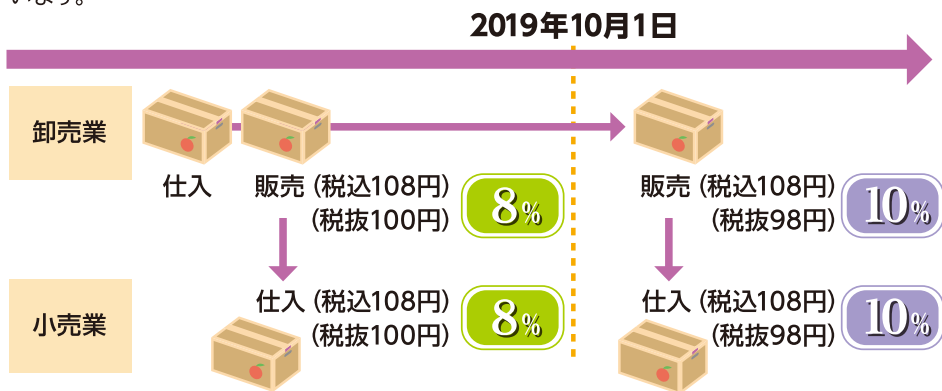 います。
2019年10月1日
卸売業
仕入
販売（税込108円）
（税抜100円）
8%
販売（税込108円）
（税抜98円）
10%
小売業
仕入（税込108円）
（税抜100円）
8%
仕入（税込108円）
（税抜98円）
10%